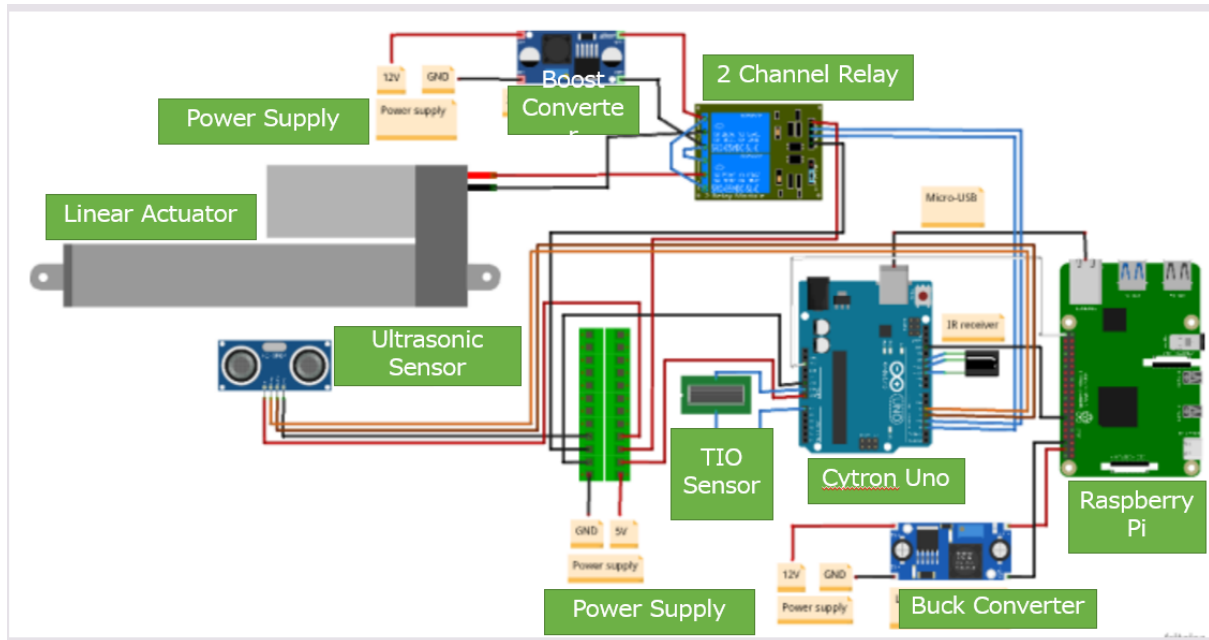 12V
GND
Power supply
Power Supply
Boost
Converte
r
2 Channel Relay
Linear Actuator
Micro-USB
Ultrasonic
Sensor
IR receiver
UNO
TIO
Sensor
Cytron Uno
Raspberry
Pi
GND
5V
Power supply
Power Supply
12V
GND
Power supply
Buck Converter